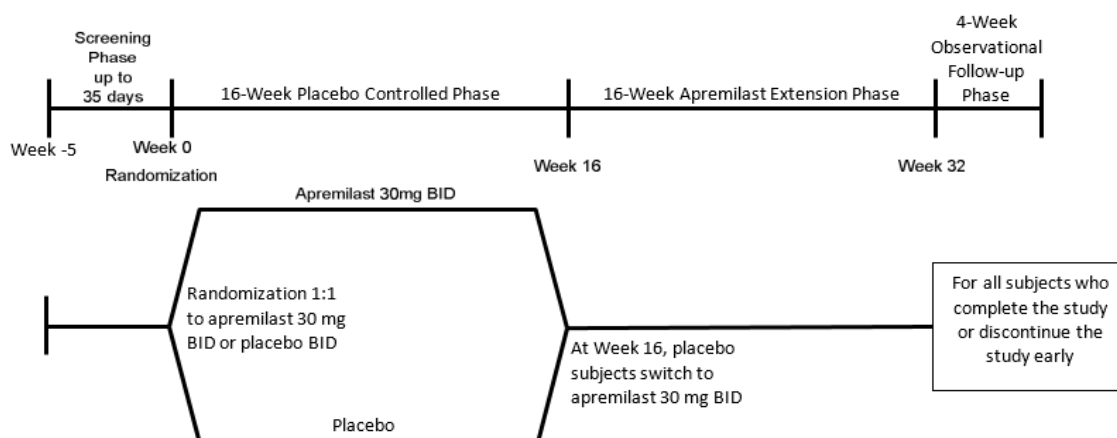 Screening
Phase
up to
35 days
16-Week Placebo Controlled Phase
16-Week Apremilast Extension Phase
4-Week
Observational
Follow-up
Phase
Week -5
Week 0
Randomization
Week 16
Week 32
Apremilast 30mg BID
Randomization 1:1
to apremilast 30 mg
BID or placebo BID
At Week 16, placebo
subjects switch to
apremilast 30 mg BID
For all subjects who
complete the study
or discontinue the
study early
Placebo